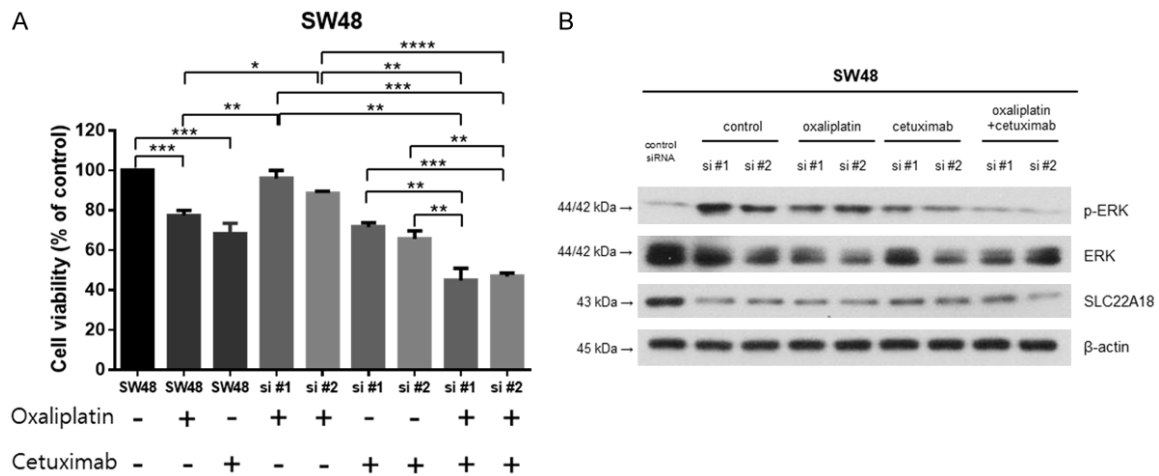 A
SW48
****
* **
***
** **
***
***
**
***
**
**
Cell viability (% of control)
120
100
80
60
40
20
0
SW48 SW48 SW48 si #1 si #2 si #1 si #2 si #1 si #2
Oxaliplatin - + - + + - - + +
Cetuximab - - + - - + + + +
B
SW48
control siRNA
control oxaliplatin cetuximab oxaliplatin +cetuximab
si #1 si #2 si #1 si #2 si #1 si #2 si #1 si #2
44/42 kDa → p-ERK
44/42 kDa → ERK
43 kDa → SLC22A18
45 kDa → β-actin